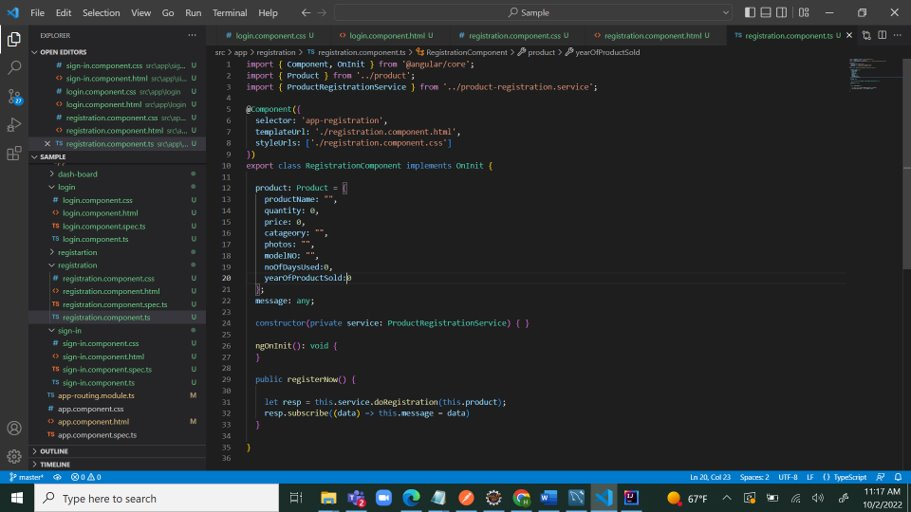 File Edit Selection View Go Run Terminal Help
Sample
EXPLORER
OPEN EDITORS
sign-in.component.css src\app\sig...
sign-in.component.html src\app\si...
login.component.css src\app\login
login.component.html src\app\login
registration.component.css src\ap...
registration.component.html src\a...
registration.component.ts src\app\...
U
U
U
U
U
U
U
27
SAMPLE
dash-board
login
login.component.css U
login.component.html U
login.component.spec.ts U
login.component.ts U
registartion
registration
registration.component.css U
registration.component.html U
registration.component.spec.ts U
registration.component.ts U
sign-in
sign-in.component.css U
sign-in.component.html U
sign-in.component.spec.ts U
sign-in.component.ts U
app-routing.module.ts M
app.component.css
app.component.html M
app.component.spec.ts
OUTLINE
TIMELINE
login.component.css U
login.component.html U
registration.component.css U
registration.component.html U
TS registration.component.ts U
src > app > registration > TS registration.component.ts > RegistrationComponent > product > yearOfProductSold
1 import { Component, OnInit } from '@angular/core';
2 import { Product } from '../product';
3 import { ProductRegistrationService } from '../product-registration.service';
4
5 @Component({
6 selector: 'app-registration',
7 templateUrl: './registration.component.html',
8 styleUrls: ['./registration.component.css']
9 })
10 export class RegistrationComponent implements OnInit {
11
12 product: Product = {
13 productName: "",
14 quantity: 0,
15 price: 0,
16 catageory: "",
17 photos: "",
18 modelNO: "",
19 noOfDaysUsed:0,
20 yearOfProductSold:0
21 };
22 message: any;
23
24 constructor(private service: ProductRegistrationService) { }
25
26 ngOnInit(): void {
27 }
28
29 public registerNow() {
30
31 let resp = this.service.doRegistration(this.product);
32 resp.subscribe((data) => this.message = data)
33 }
34
35 }
36
master* 0 0
Ln 20, Col 23 Spaces: 2 UTF-8 LF {} TypeScript
Type here to search
67°F
11:17 AM
10/2/2022